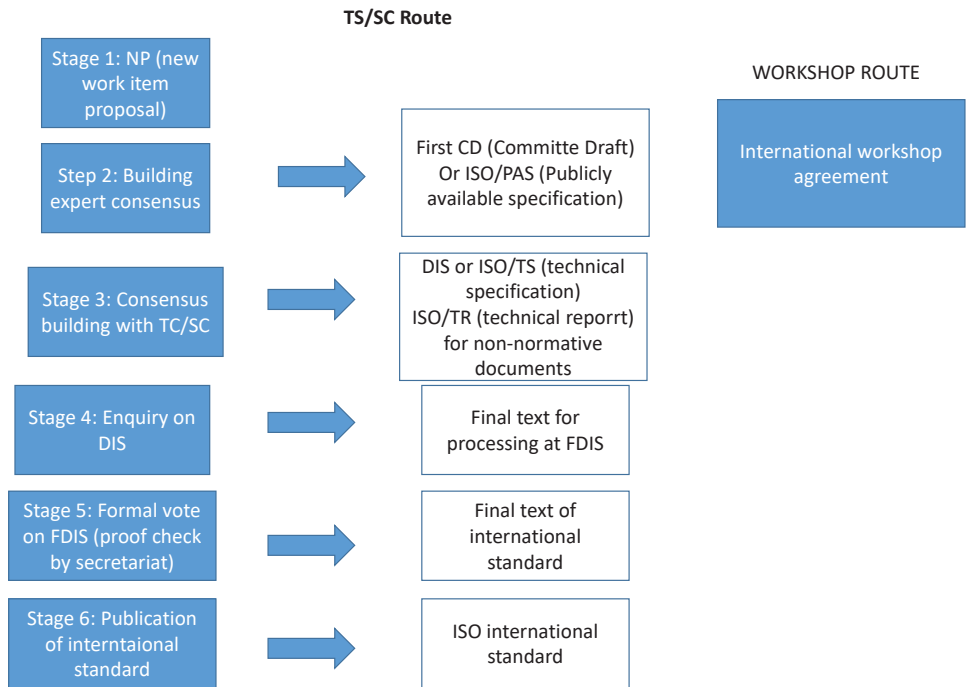 TS/SC Route
Stage 1: NP (new
work item
proposal)
WORKSHOP ROUTE
International workshop
agreement
Step 2: Building
expert consensus
First CD (Committe Draft)
Or ISO/PAS (Publicly
available specification)
Stage 3: Consensus
building with TC/SC
DIS or ISO/TS (technical
specification)
ISO/TR (technical reporrt)
for non-normative
documents
Stage 4: Enquiry on
DIS
Final text for
processing at FDIS
Stage 5: Formal vote
on FDIS (proof check
by secretariat)
Final text of
international
standard
Stage 6: Publication
of interntaional
standard
ISO international
standard